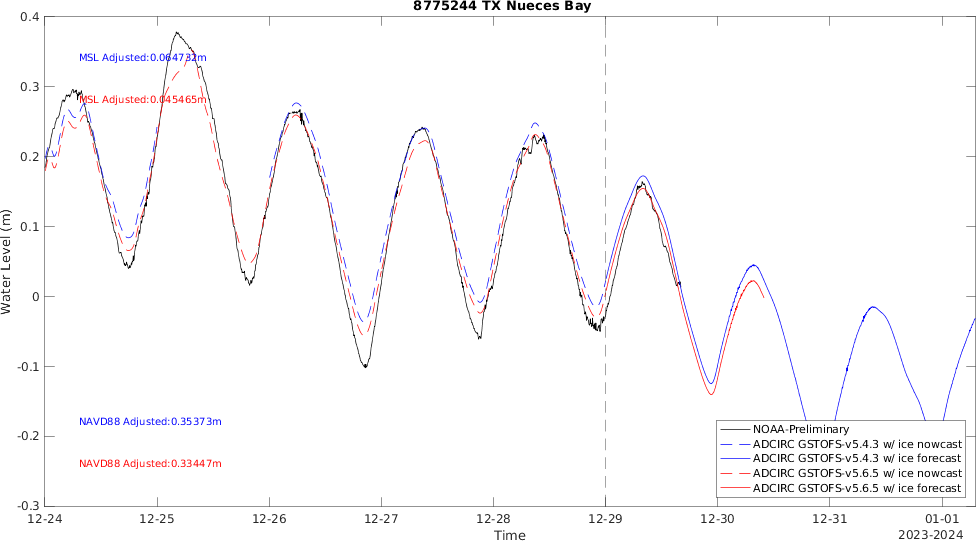 8775244 TX Nueces Bay
0.4
0.3
0.2
0.1
0
-0.1
-0.2
-0.3
Water Level (m)
MSL Adjusted:0.064732m
MSL Adjusted:0.045465m
NAVD88 Adjusted:0.35373m
NAVD88 Adjusted:0.33447m
NOAA-Preliminary
ADCIRC GSTOFS-v5.4.3 w/ ice nowcast
ADCIRC GSTOFS-v5.4.3 w/ ice forecast
ADCIRC GSTOFS-v5.6.5 w/ ice nowcast
ADCIRC GSTOFS-v5.6.5 w/ ice forecast
12-24 12-25 12-26 12-27 12-28 12-29 12-30 12-31 01-01
Time
2023-2024